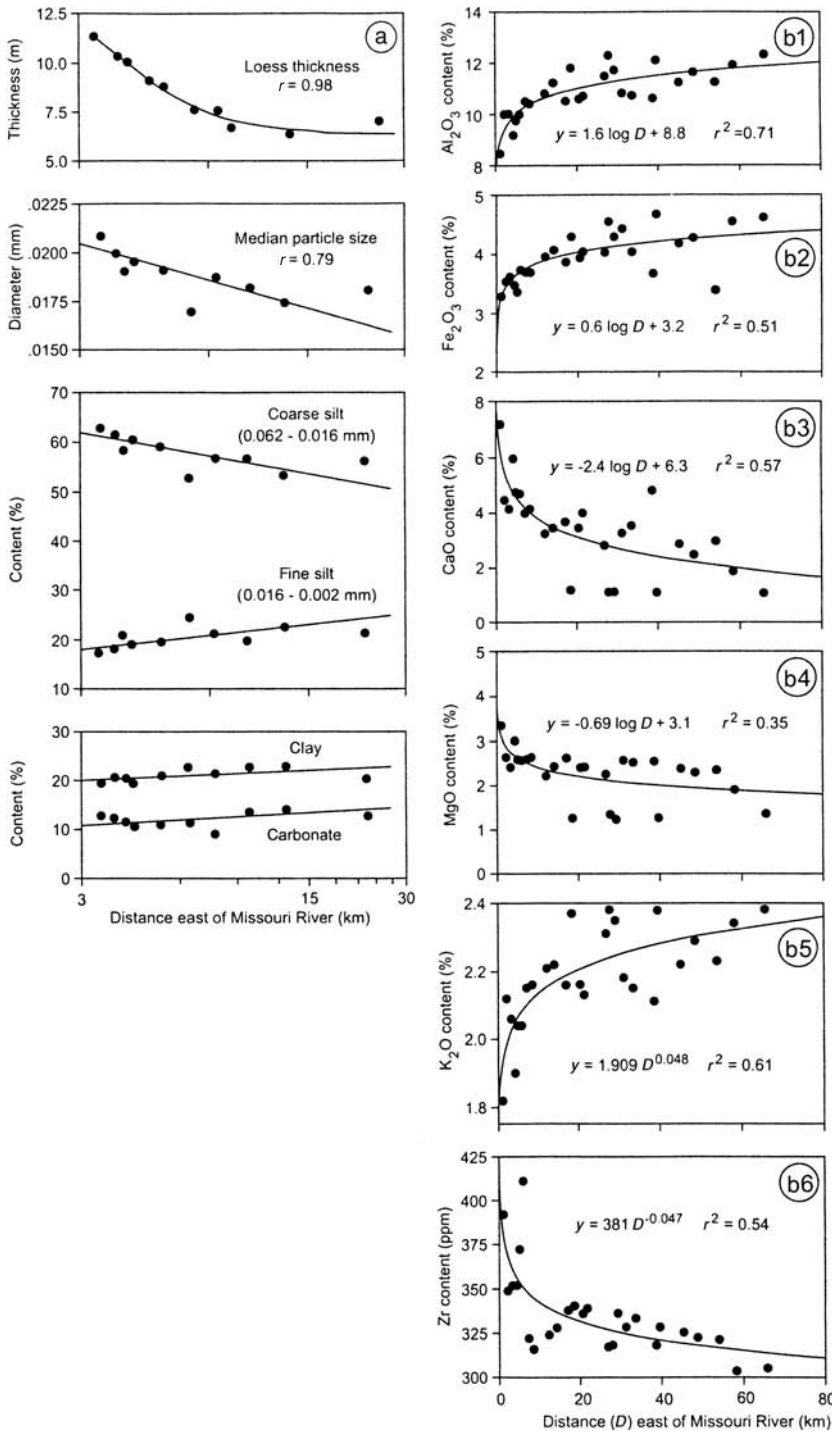 a
12.5
10.0
7.5
5.0
Thickness (m)
Loess thickness
r = 0.98
.0225
.0200
.0175
.0150
Diameter (mm)
Median particle size
r = 0.79
70
60
50
40
30
20
10
Content (%)
Coarse silt
(0.062 - 0.016 mm)
Fine silt
(0.016 - 0.002 mm)
30
20
10
0
Content (%)
Clay
Carbonate
3
15
30
Distance east of Missouri River (km)
b1
12
10
8
Al2O3 content (%)
y = 1.6 log D + 8.8 r2 =0.71
b2
5
4
3
2
Fe2O3 content (%)
y = 0.6 log D + 3.2 r2 = 0.51
b3
8
6
4
2
0
CaO content (%)
y = -2.4 log D + 6.3 r2 = 0.57
b4
5
4
3
2
1
0
MgO content (%)
y = -0.69 log D + 3.1 r2 = 0.35
b5
2.4
2.2
2.0
1.8
K2O content (%)
y = 1.909 D0.048 r2 = 0.61
b6
425
400
375
350
325
300
Zr content (ppm)
y = 381 D-0.047 r2 = 0.54
0
20
40
60
80
Distance (D) east of Missouri River (km)